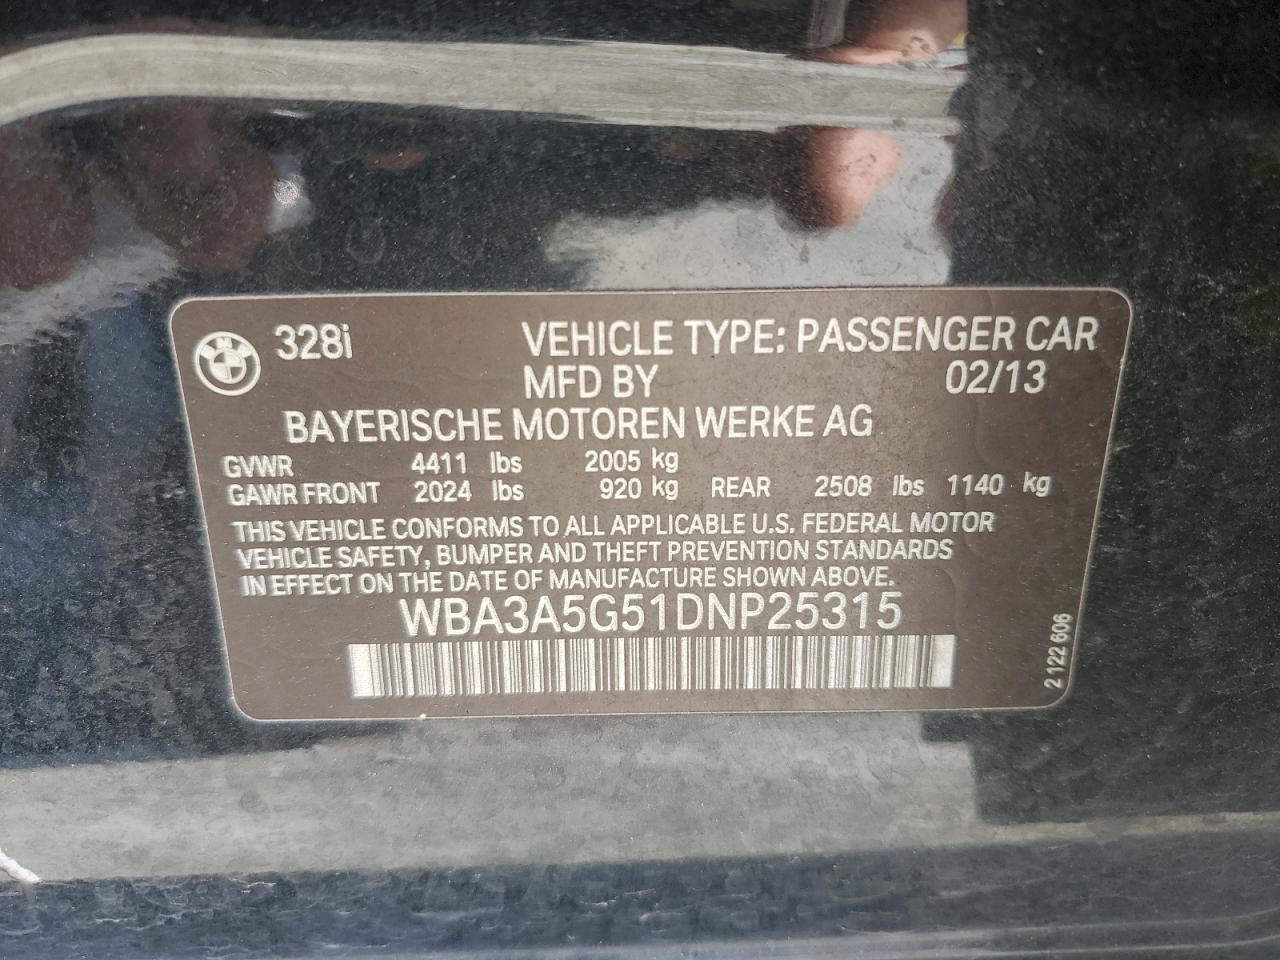 328i VEHICLE TYPE: PASSENGER CAR
MFD BY 02/13
BAYERISCHE MOTOREN WERKE AG
GVWR 4411 lbs 2005 kg
GAWR FRONT 2024 lbs 920 kg REAR 2508 lbs 1140 kg
THIS VEHICLE CONFORMS TO ALL APPLICABLE U.S. FEDERAL MOTOR
VEHICLE SAFETY, BUMPER AND THEFT PREVENTION STANDARDS
IN EFFECT ON THE DATE OF MANUFACTURE SHOWN ABOVE.
WBA3A5G51DNP25315
2 122 606